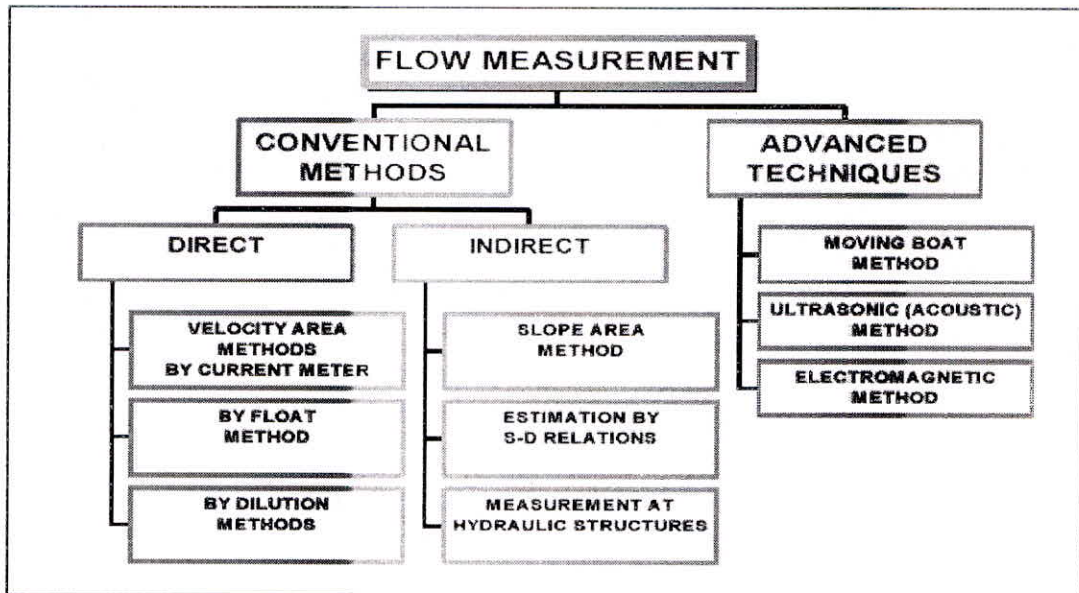 FLOW MEASUREMENT
CONVENTIONAL
METHODS
ADVANCED
TECHNIQUES
DIRECT
INDIRECT
VELOCITY AREA
METHODS
BY CURRENT METER
BY FLOAT
METHOD
BY DILUTION
METHODS
SLOPE AREA
METHOD
ESTIMATION BY
S-D RELATIONS
MEASUREMENT AT
HYDRAULIC STRUCTURES
MOVING BOAT
METHOD
ULTRASONIC (ACOUSTIC)
METHOD
ELECTROMAGNETIC
METHOD